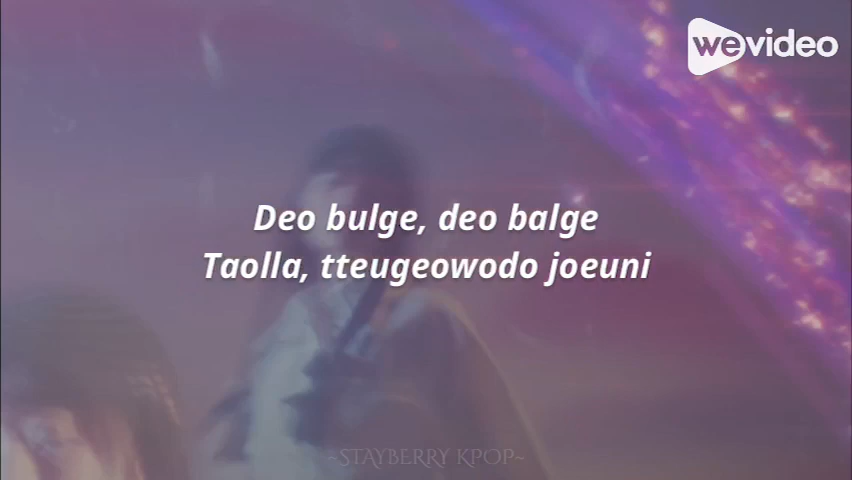 wevideo
Deo bulge, deo balge
Taolla, tteugeowodo joeuni
~STAYBERRY KPOP~